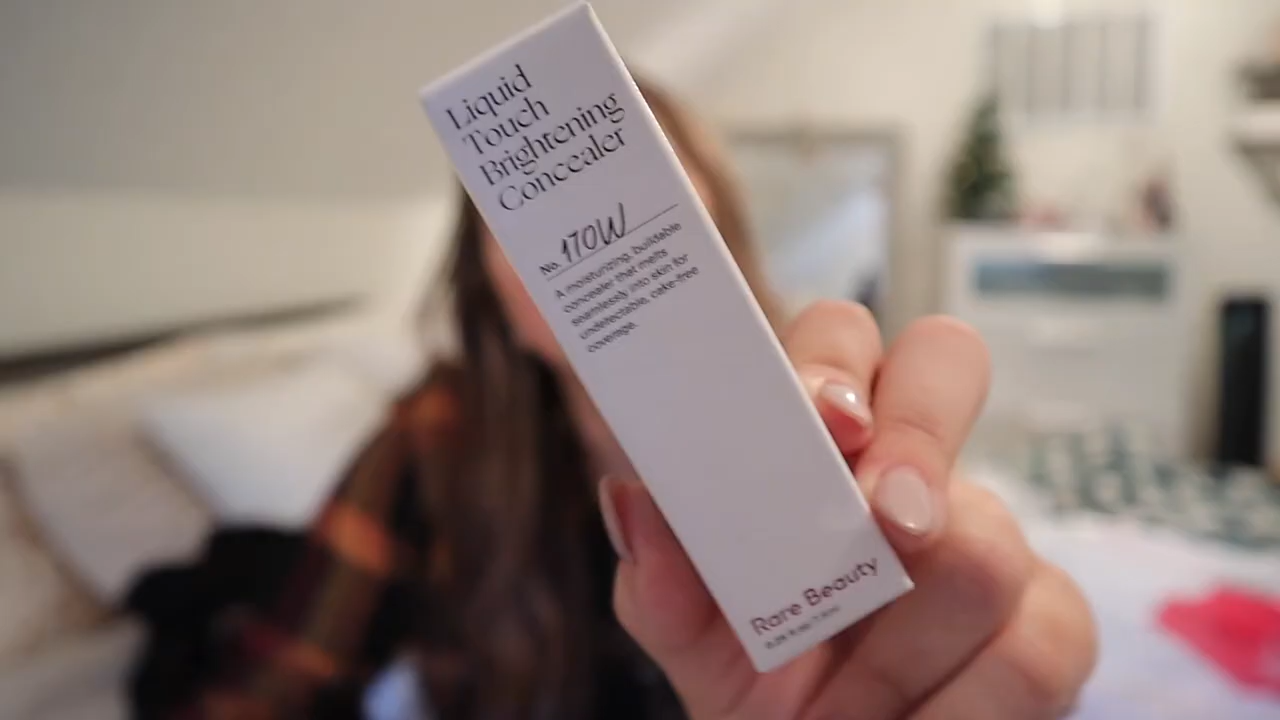 Liquid
Touch
Brightening
Concealer
No. 170W
A moisturizing, buildable
concealer that melts
seamlessly into skin for
undetectable, cake-free
coverage.
Rare Beauty